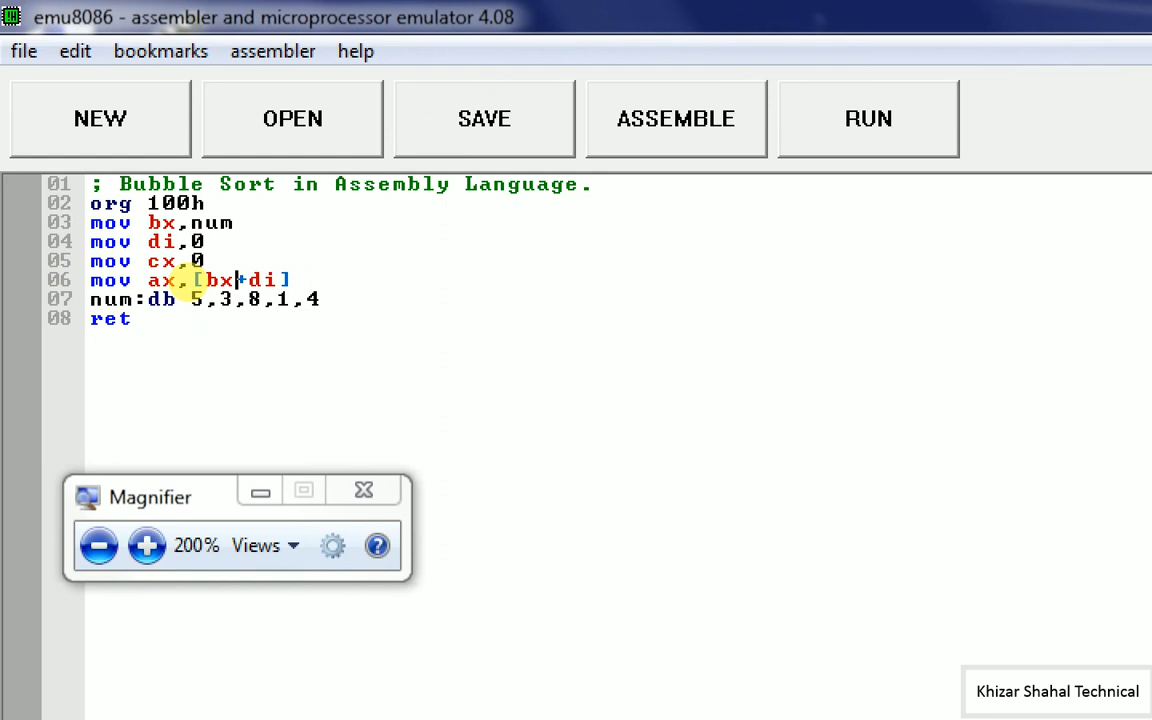 emu8086 - assembler and microprocessor emulator 4.08
file edit bookmarks assembler help
NEW OPEN SAVE ASSEMBLE RUN
01 ; Bubble Sort in Assembly Language.
02 org 100h
03 mov bx,num
04 mov di,0
05 mov cx,0
06 mov ax,[bx+di]
07 num:db 5,3,8,1,4
08 ret
Magnifier
200% Views
Khizar Shahal Technical